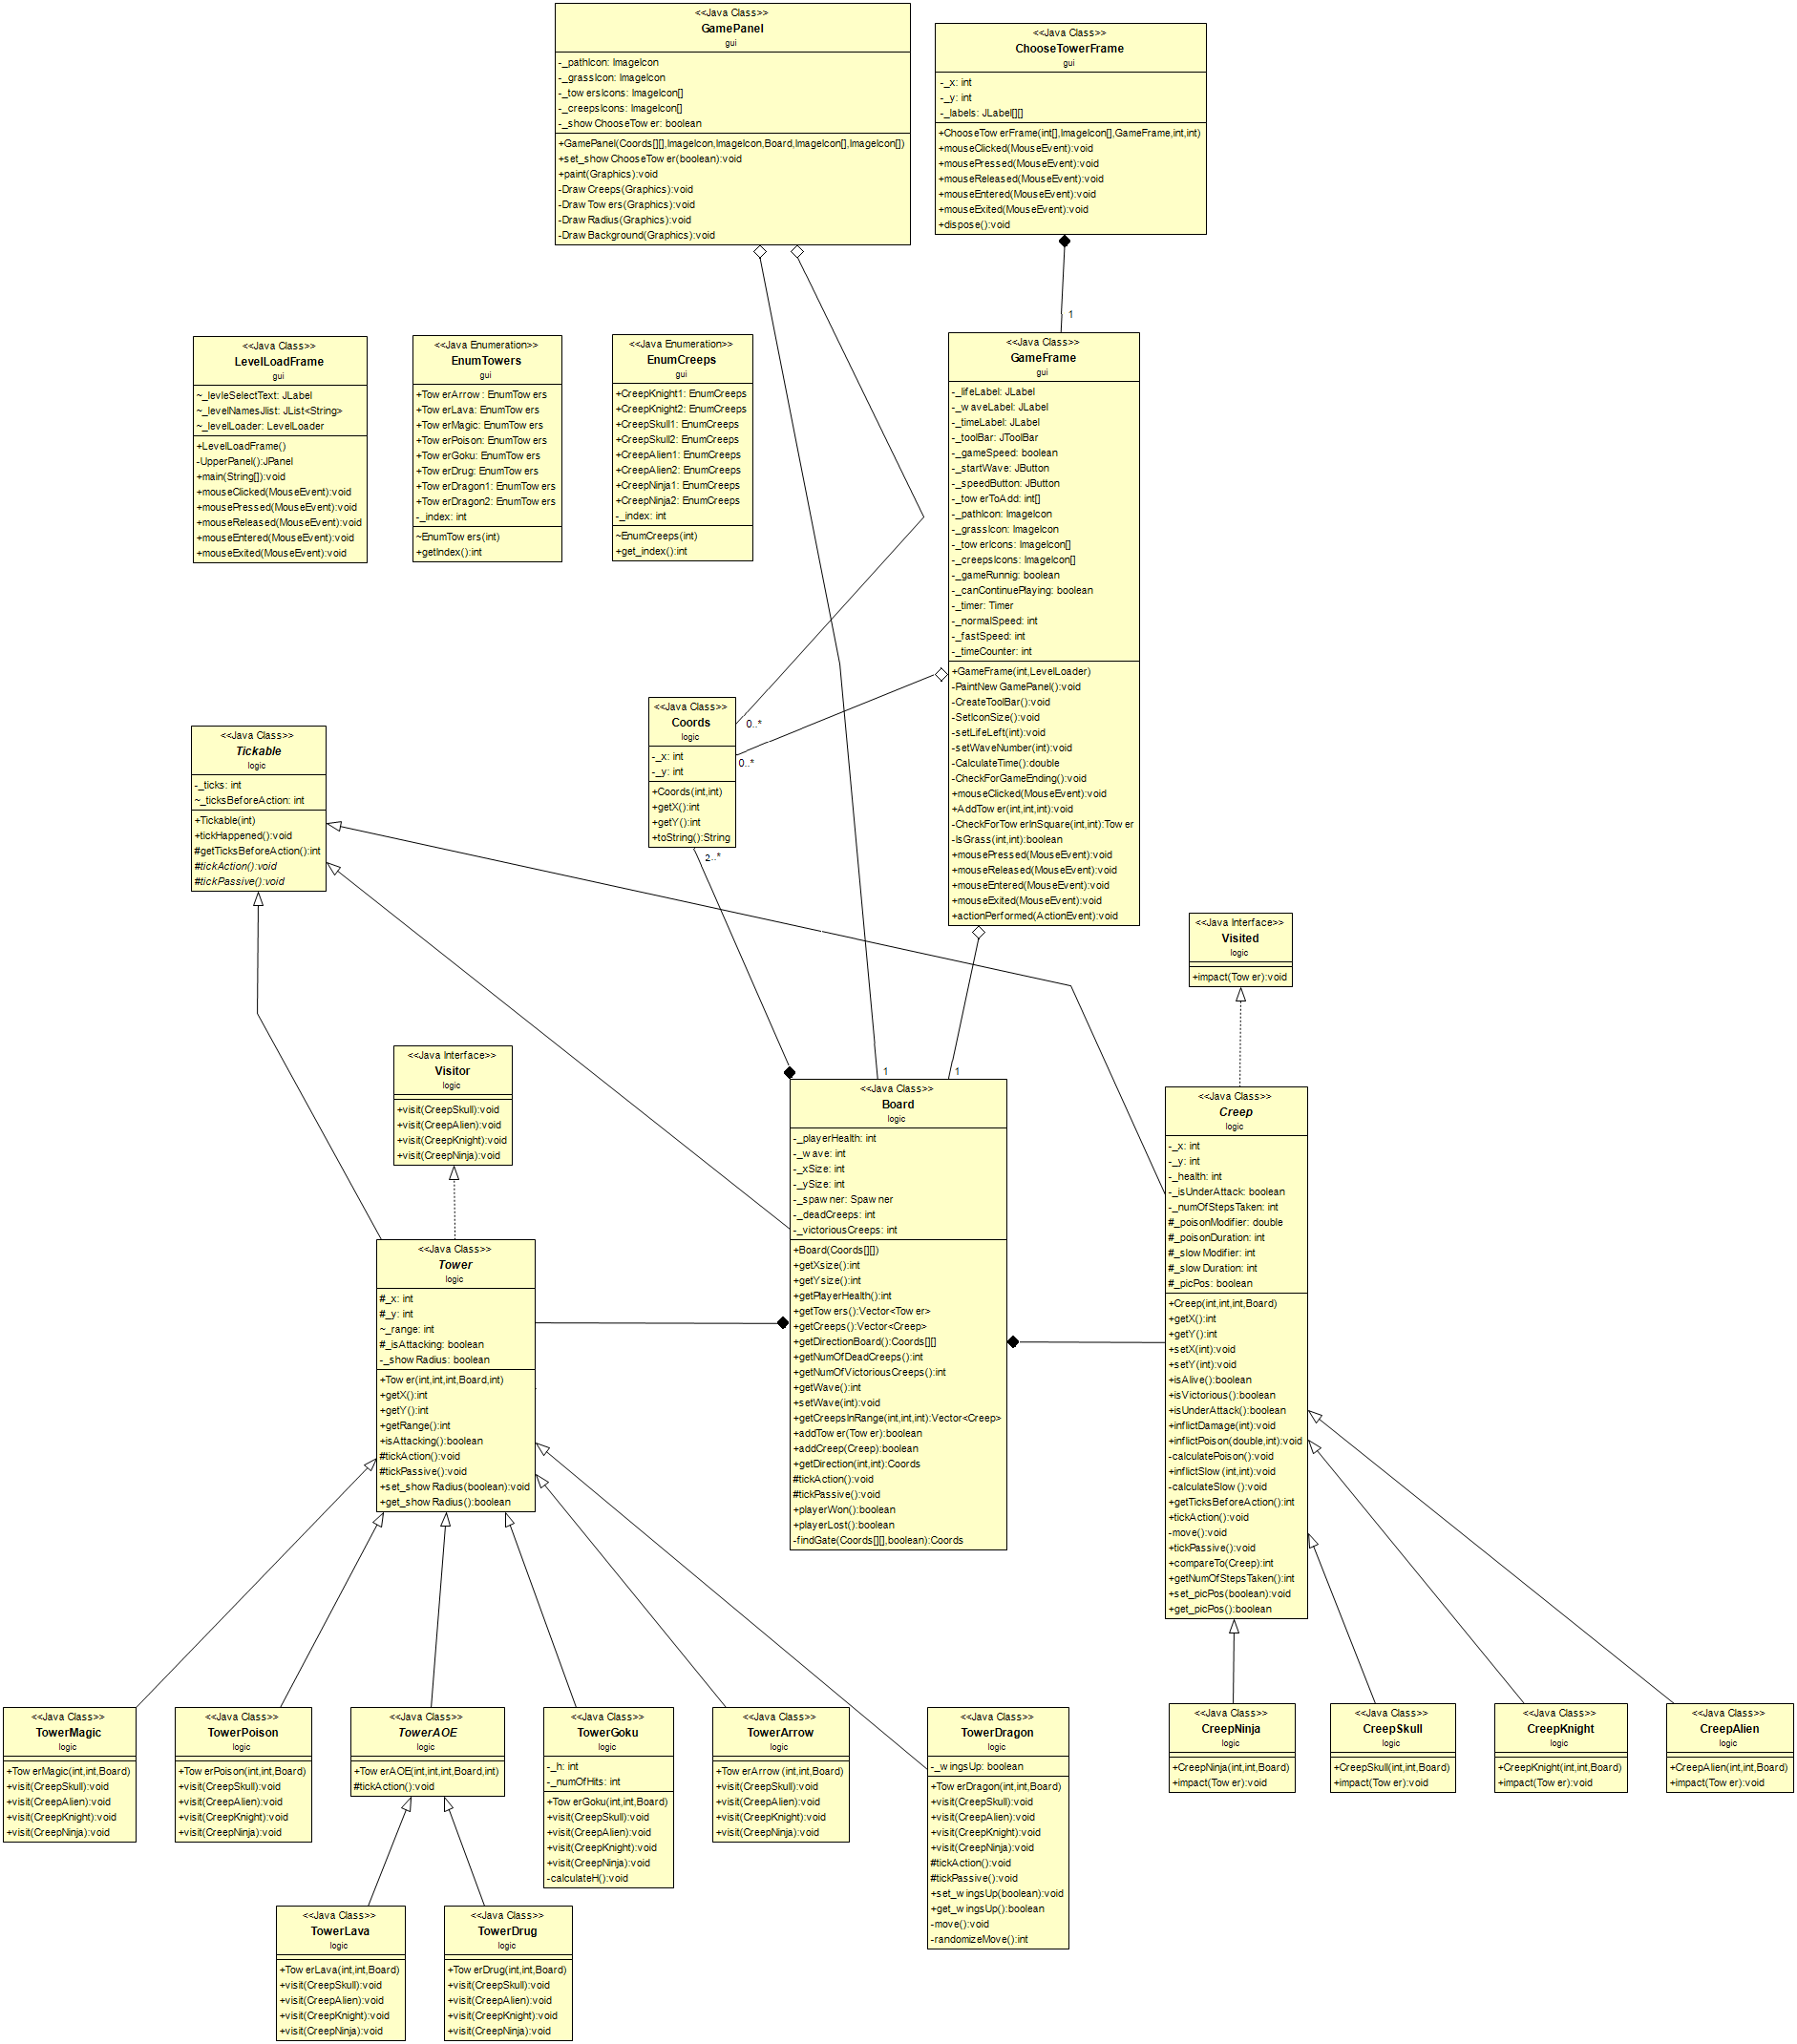 <<Java Class>>
GamePanel
gui
-_pathIcon: ImageIcon
-_grassIcon: ImageIcon
-_towersIcons: ImageIcon[]
-_creepsIcons: ImageIcon[]
-_showChooseTower: boolean
+GamePanel(Coords[][],ImageIcon,ImageIcon,Board,ImageIcon[],ImageIcon[])
+set_showChooseTower(boolean):void
+paint(Graphics):void
-DrawCreeps(Graphics):void
-DrawTowers(Graphics):void
-DrawRadius(Graphics):void
-DrawBackground(Graphics):void
<<Java Class>>
ChooseTowerFrame
gui
-_x: int
-_y: int
-_labels: JLabel[][]
+ChooseTowerFrame(int[],ImageIcon[],GameFrame,int,int)
+mouseClicked(MouseEvent):void
+mousePressed(MouseEvent):void
+mouseReleased(MouseEvent):void
+mouseEntered(MouseEvent):void
+mouseExited(MouseEvent):void
+dispose():void
1
<<Java Class>>
LevelLoadFrame
gui
~_levleSelectText: JLabel
~_levelNamesJlist: JList<String>
~_levelLoader: LevelLoader
+LevelLoadFrame()
-UpperPanel():JPanel
+main(String[]):void
+mouseClicked(MouseEvent):void
+mousePressed(MouseEvent):void
+mouseReleased(MouseEvent):void
+mouseEntered(MouseEvent):void
+mouseExited(MouseEvent):void
<<Java Enumeration>>
EnumTowers
gui
+TowerArrow: EnumTowers
+TowerLava: EnumTowers
+TowerMagic: EnumTowers
+TowerPoison: EnumTowers
+TowerGoku: EnumTowers
+TowerDrug: EnumTowers
+TowerDragon1: EnumTowers
+TowerDragon2: EnumTowers
-_index: int
~EnumTowers(int)
+getIndex():int
<<Java Enumeration>>
EnumCreeps
gui
+CreepKnight1: EnumCreeps
+CreepKnight2: EnumCreeps
+CreepSkull1: EnumCreeps
+CreepSkull2: EnumCreeps
+CreepAlien1: EnumCreeps
+CreepAlien2: EnumCreeps
+CreepNinja1: EnumCreeps
+CreepNinja2: EnumCreeps
-_index: int
~EnumCreeps(int)
+get_index():int
<<Java Class>>
GameFrame
gui
-_lifeLabel: JLabel
-_waveLabel: JLabel
-_timeLabel: JLabel
-_toolBar: JToolBar
-_gameSpeed: boolean
-_startWave: JButton
-_speedButton: JButton
-_towerToAdd: int[]
-_pathIcon: ImageIcon
-_grassIcon: ImageIcon
-_towerIcons: ImageIcon[]
-_creepsIcons: ImageIcon[]
-_gameRunnig: boolean
-_canContinuePlaying: boolean
-_timer: Timer
-_normalSpeed: int
-_fastSpeed: int
-_timeCounter: int
+GameFrame(int,LevelLoader)
-PaintNewGamePanel():void
-CreateToolBar():void
-SetIconSize():void
-setLifeLeft(int):void
-setWaveNumber(int):void
-CalculateTime():double
-CheckForGameEnding():void
+mouseClicked(MouseEvent):void
+AddTower(int,int,int):void
-CheckForTowerInSquare(int,int):Tower
-IsGrass(int,int):boolean
+mousePressed(MouseEvent):void
+mouseReleased(MouseEvent):void
+mouseEntered(MouseEvent):void
+mouseExited(MouseEvent):void
+actionPerformed(ActionEvent):void
<<Java Class>>
Coords
logic
-_x: int
-_y: int
+Coords(int,int)
+getX():int
+getY():int
+toString():String
0..*
0..*
2..*
<<Java Class>>
Tickable
logic
-_ticks: int
~_ticksBeforeAction: int
+Tickable(int)
+tickHappened():void
#getTicksBeforeAction():int
#tickAction():void
#tickPassive():void
<<Java Interface>>
Visited
logic
+impact(Tower):void
<<Java Interface>>
Visitor
logic
+visit(CreepSkull):void
+visit(CreepAlien):void
+visit(CreepKnight):void
+visit(CreepNinja):void
1
1
<<Java Class>>
Board
logic
-_playerHealth: int
-_wave: int
-_xSize: int
-_ySize: int
-_spawner: Spawner
-_deadCreeps: int
-_victoriousCreeps: int
+Board(Coords[][])
+getXsize():int
+getYsize():int
+getPlayerHealth():int
+getTowers():Vector<Tower>
+getCreeps():Vector<Creep>
+getDirectionBoard():Coords[][]
+getNumOfDeadCreeps():int
+getNumOfVictoriousCreeps():int
+getWave():int
+setWave(int):void
+getCreepsInRange(int,int,int):Vector<Creep>
+addTower(Tower):boolean
+addCreep(Creep):boolean
+getDirection(int,int):Coords
#tickAction():void
#tickPassive():void
+playerWon():boolean
+playerLost():boolean
-findGate(Coords[][],boolean):Coords
<<Java Class>>
Creep
logic
-_x: int
-_y: int
-_health: int
-_isUnderAttack: boolean
-_numOfStepsTaken: int
#_poisonModifier: double
#_poisonDuration: int
#_slowModifier: int
#_slowDuration: int
#_picPos: boolean
+Creep(int,int,int,Board)
+getX():int
+getY():int
+setX(int):void
+setY(int):void
+isAlive():boolean
+isVictorious():boolean
+isUnderAttack():boolean
+inflictDamage(int):void
+inflictPoison(double,int):void
-calculatePoison():void
+inflictSlow(int,int):void
-calculateSlow():void
+getTicksBeforeAction():int
+tickAction():void
-move():void
+tickPassive():void
+compareTo(Creep):int
+getNumOfStepsTaken():int
+set_picPos(boolean):void
+get_picPos():boolean
<<Java Class>>
Tower
logic
#_x: int
#_y: int
~_range: int
#_isAttacking: boolean
-_showRadius: boolean
+Tower(int,int,int,Board,int)
+getX():int
+getY():int
+getRange():int
+isAttacking():boolean
#tickAction():void
#tickPassive():void
+set_showRadius(boolean):void
+get_showRadius():boolean
<<Java Class>>
TowerMagic
logic
+TowerMagic(int,int,Board)
+visit(CreepSkull):void
+visit(CreepAlien):void
+visit(CreepKnight):void
+visit(CreepNinja):void
<<Java Class>>
TowerPoison
logic
+TowerPoison(int,int,Board)
+visit(CreepSkull):void
+visit(CreepAlien):void
+visit(CreepKnight):void
+visit(CreepNinja):void
<<Java Class>>
TowerAOE
logic
+TowerAOE(int,int,int,Board,int)
#tickAction():void
<<Java Class>>
TowerGoku
logic
-_h: int
-_numOfHits: int
+TowerGoku(int,int,Board)
+visit(CreepSkull):void
+visit(CreepAlien):void
+visit(CreepKnight):void
+visit(CreepNinja):void
-calculateH():void
<<Java Class>>
TowerArrow
logic
+TowerArrow(int,int,Board)
+visit(CreepSkull):void
+visit(CreepAlien):void
+visit(CreepKnight):void
+visit(CreepNinja):void
<<Java Class>>
TowerDragon
logic
-_wingsUp: boolean
+TowerDragon(int,int,Board)
+visit(CreepSkull):void
+visit(CreepAlien):void
+visit(CreepKnight):void
+visit(CreepNinja):void
#tickAction():void
#tickPassive():void
+set_wingsUp(boolean):void
+get_wingsUp():boolean
-move():void
-randomizeMove():int
<<Java Class>>
CreepNinja
logic
+CreepNinja(int,int,Board)
+impact(Tower):void
<<Java Class>>
CreepSkull
logic
+CreepSkull(int,int,Board)
+impact(Tower):void
<<Java Class>>
CreepKnight
logic
+CreepKnight(int,int,Board)
+impact(Tower):void
<<Java Class>>
CreepAlien
logic
+CreepAlien(int,int,Board)
+impact(Tower):void
<<Java Class>>
TowerLava
logic
+TowerLava(int,int,Board)
+visit(CreepSkull):void
+visit(CreepAlien):void
+visit(CreepKnight):void
+visit(CreepNinja):void
<<Java Class>>
TowerDrug
logic
+TowerDrug(int,int,Board)
+visit(CreepSkull):void
+visit(CreepAlien):void
+visit(CreepKnight):void
+visit(CreepNinja):void